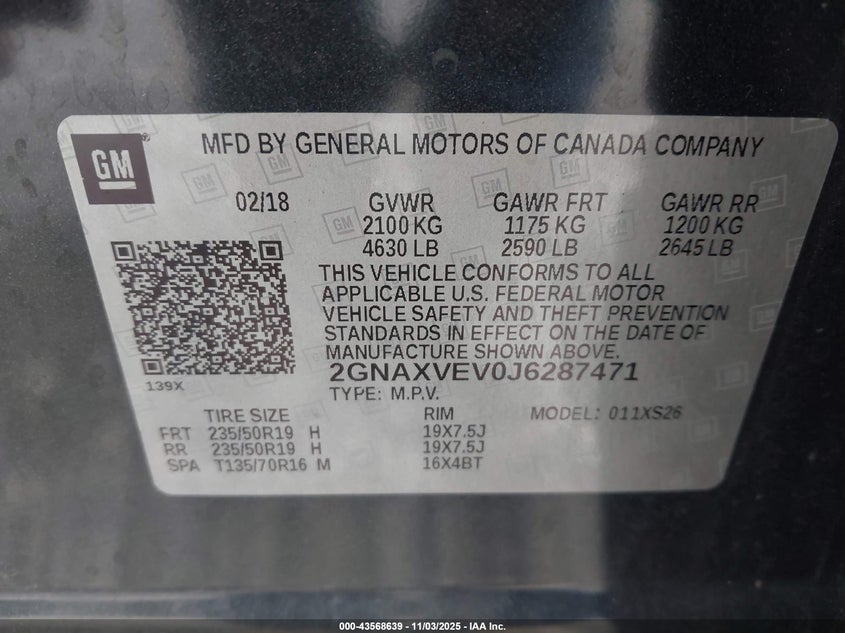 GM
MFD BY GENERAL MOTORS OF CANADA COMPANY
02/18 GVWR GAWR FRT GAWR RR
2100 KG 1175 KG 1200 KG
4630 LB 2590 LB 2645 LB
THIS VEHICLE CONFORMS TO ALL
APPLICABLE U.S. FEDERAL MOTOR
VEHICLE SAFETY AND THEFT PREVENTION
STANDARDS IN EFFECT ON THE DATE OF
MANUFACTURE SHOWN ABOVE.
139X
2GNAXVEV0J6287471
TYPE: M.P.V.
TIRE SIZE RIM MODEL: 011XS26
FRT 235/50R19 H 19X7.5J
RR 235/50R19 H 19X7.5J
SPA T135/70R16 M 16X4BT
000-43568639 - 11/03/2025 - IAA Inc.